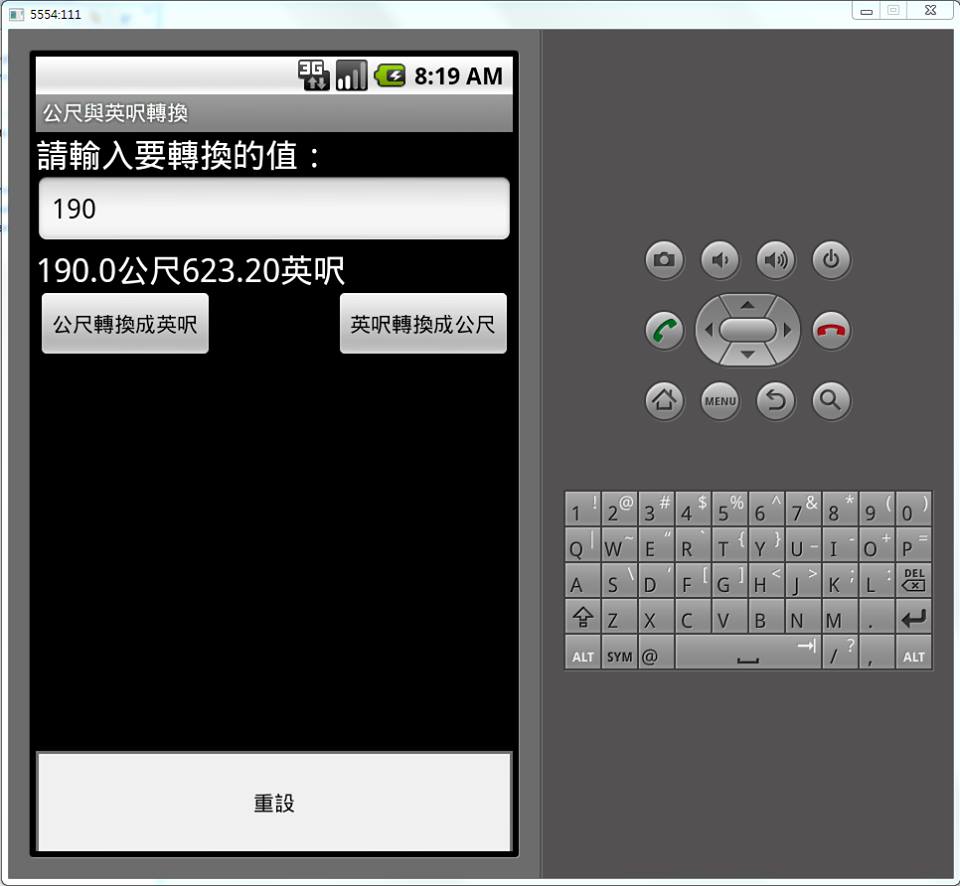 5554:111
3G 8:19 AM
公尺與英呎轉換
請輸入要轉換的值：
190
190.0公尺623.20英呎
公尺轉換成英呎 英呎轉換成公尺
重設
MENU
1 ! 2 @ 3 # 4 $ 5 % 6 ^ 7 & 8 * 9 ( 0 )
Q | W ~ E " R ` T { Y } U _ I - O + P =
A S \ D ' F [ G ] H < J > K ; L : DEL
Z X C V B N M .
ALT SYM @ / ? , ALT